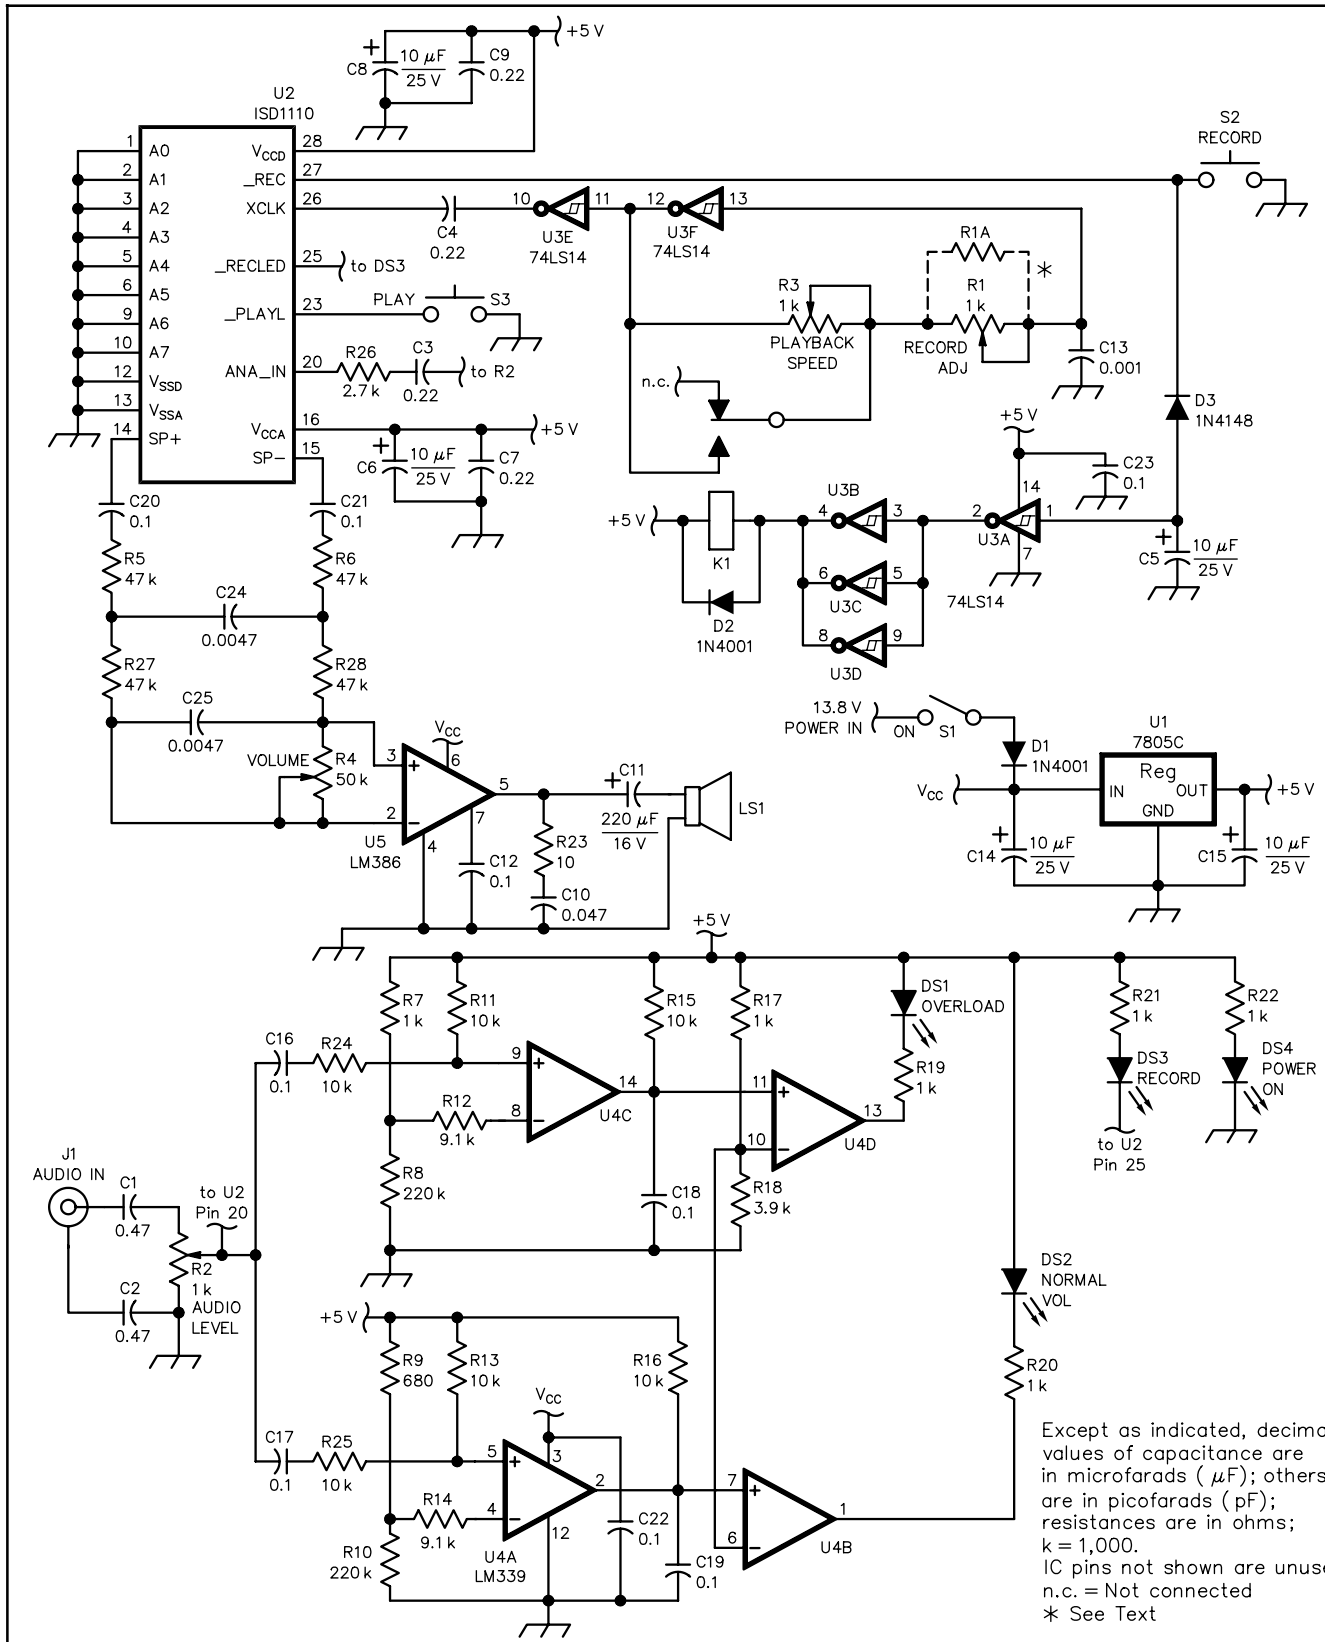 +5 V
C8
+
10 μF
25 V
C9
0.22
U2
ISD1110
1 A0
2 A1
3 A2
4 A3
5 A4
6 A5
9 A6
10 A7
12 VSSD
13 VSSA
14 SP+
VCCD 28
_REC 27
XCLK 26
_RECLED 25
to DS3
_PLAYL 23
ANA_IN 20
VCCA 16
SP− 15
S2
RECORD
C4
0.22
10
U3E
74LS14
11
12
U3F
74LS14
13
R1A
*
R1
1 k
RECORD
ADJ
R3
1 k
PLAYBACK
SPEED
C13
0.001
PLAY
S3
R26
2.7 k
C3
0.22
to R2
n.c.
+5 V
C6
+
10 μF
25 V
C7
0.22
D3
1N4148
+5 V
C23
0.1
14
2
U3A
1
7
74LS14
C5
+
10 μF
25 V
+5 V
K1
D2
1N4001
U3B
4
3
6
5
U3C
8
9
U3D
C20
0.1
C21
0.1
R5
47 k
R6
47 k
C24
0.0047
R27
47 k
R28
47 k
C25
0.0047
VOLUME
R4
50 k
VCC
6
3
+
2
−
5
7
4
U5
LM386
C11
+
220 μF
16 V
LS1
C12
0.1
R23
10
C10
0.047
13.8 V
POWER IN
ON
S1
D1
1N4001
VCC
U1
7805C
Reg
IN
OUT
GND
+5 V
C14
+
10 μF
25 V
C15
+
10 μF
25 V
+5 V
R7
1 k
R11
10 k
R15
10 k
R17
1 k
DS1
OVERLOAD
R19
1 k
R21
1 k
DS3
RECORD
to U2
Pin 25
R22
1 k
DS4
POWER
ON
C16
0.1
R24
10 k
9
+
8
−
14
U4C
R12
9.1 k
11
+
10
−
13
U4D
R8
220 k
C18
0.1
R18
3.9 k
J1
AUDIO IN
C1
0.47
to U2
Pin 20
R2
1 k
AUDIO
LEVEL
C2
0.47
DS2
NORMAL
VOL
R20
1 k
+5 V
R9
680
R13
10 k
R16
10 k
VCC
3
C17
0.1
R25
10 k
5
+
4
−
2
12
U4A
LM339
R14
9.1 k
R10
220 k
C22
0.1
C19
0.1
7
+
6
−
1
U4B
Except as indicated, decima
values of capacitance are
in microfarads ( μF); others
are in picofarads ( pF);
resistances are in ohms;
k = 1,000.
IC pins not shown are unuse
n.c. = Not connected
* See Text